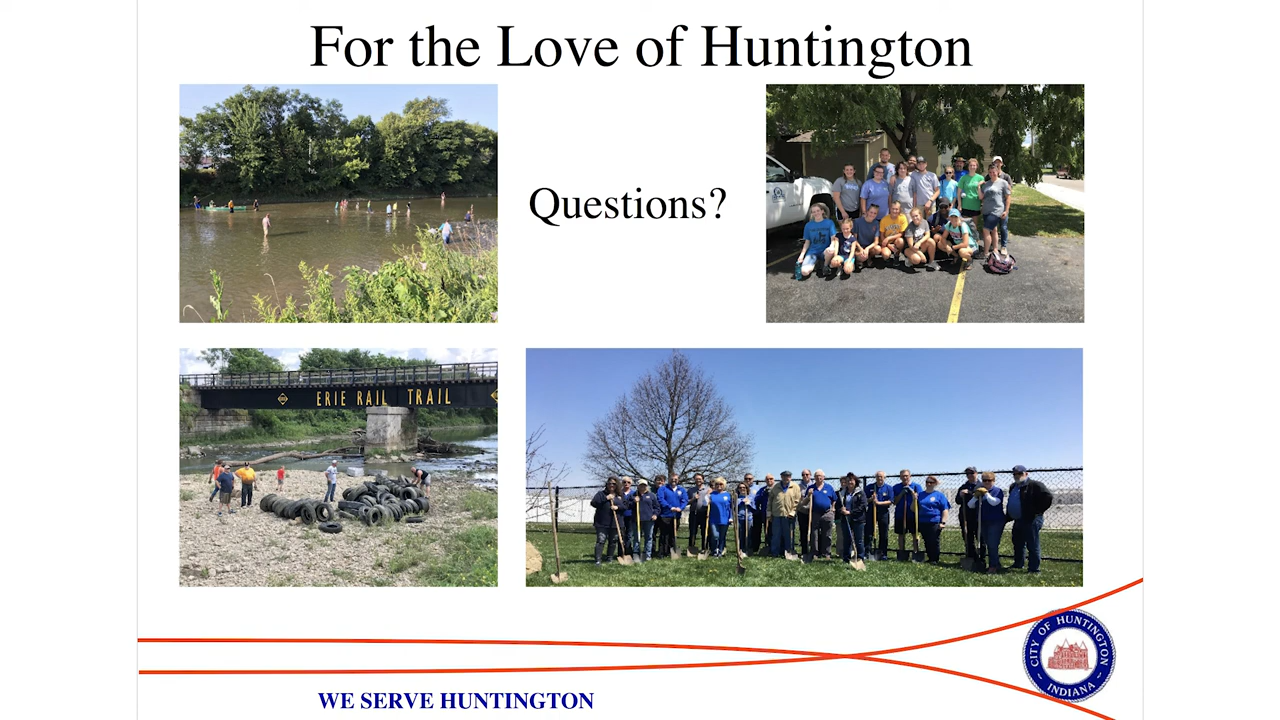 For the Love of Huntington
Questions?
ERIE RAIL TRAIL
CITY OF HUNTINGTON
INDIANA
WE SERVE HUNTINGTON